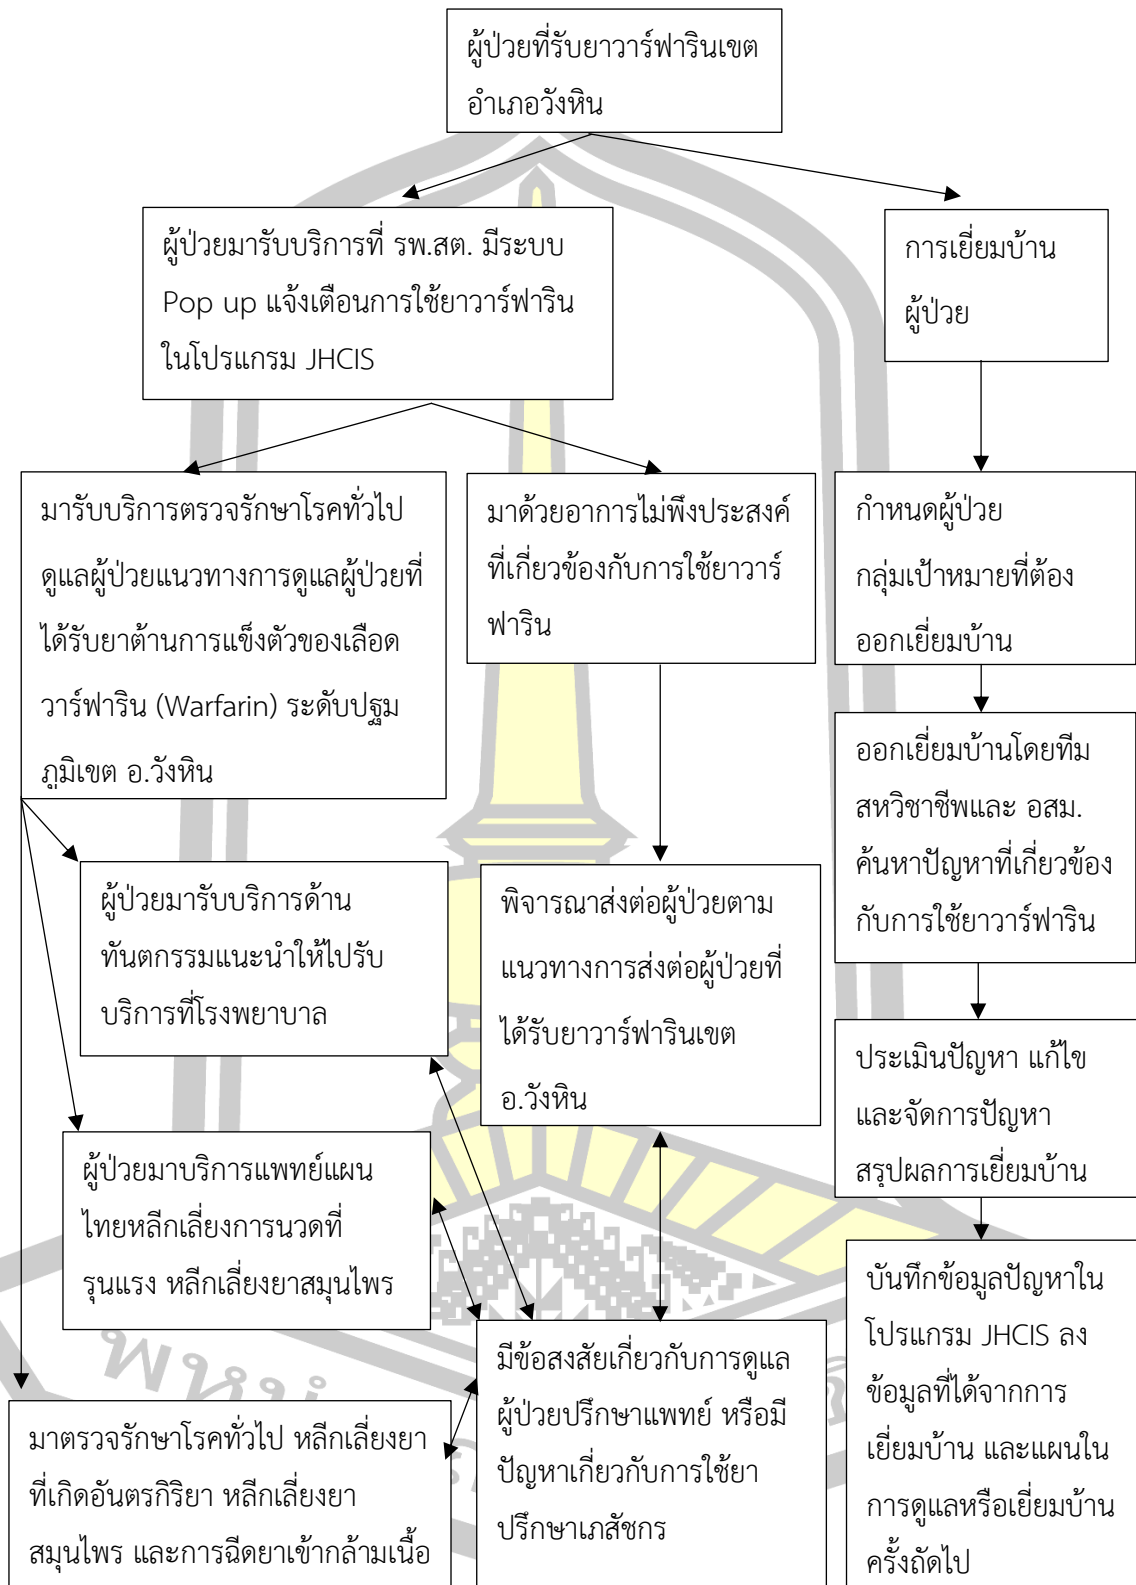 ผู้ป่วยที่รับยาวาร์ฟารินเขต
อำเภอวังหิน
ผู้ป่วยมารับบริการที่ รพ.สต. มีระบบ
Pop up แจ้งเตือนการใช้ยาวาร์ฟาริน
ในโปรแกรม JHCIS
การเยี่ยมบ้าน
ผู้ป่วย
มารับบริการตรวจรักษาโรคทั่วไป
ดูแลผู้ป่วยแนวทางการดูแลผู้ป่วยที่
ได้รับยาต้านการแข็งตัวของเลือด
วาร์ฟาริน (Warfarin) ระดับปฐม
ภูมิเขต อ.วังหิน
มาด้วยอาการไม่พึงประสงค์
ที่เกี่ยวข้องกับการใช้ยาวาร์
ฟาริน
กำหนดผู้ป่วย
กลุ่มเป้าหมายที่ต้อง
ออกเยี่ยมบ้าน
ออกเยี่ยมบ้านโดยทีม
สหวิชาชีพและ อสม.
ค้นหาปัญหาที่เกี่ยวข้อง
กับการใช้ยาวาร์ฟาริน
ผู้ป่วยมารับบริการด้าน
ทันตกรรมแนะนำให้ไปรับ
บริการที่โรงพยาบาล
พิจารณาส่งต่อผู้ป่วยตาม
แนวทางการส่งต่อผู้ป่วยที่
ได้รับยาวาร์ฟารินเขต
อ.วังหิน
ประเมินปัญหา แก้ไข
และจัดการปัญหา
สรุปผลการเยี่ยมบ้าน
ผู้ป่วยมาบริการแพทย์แผน
ไทยหลีกเลี่ยงการนวดที่
รุนแรง หลีกเลี่ยงยาสมุนไพร
บันทึกข้อมูลปัญหาใน
โปรแกรม JHCIS ลง
ข้อมูลที่ได้จากการ
เยี่ยมบ้าน และแผนใน
การดูแลหรือเยี่ยมบ้าน
ครั้งถัดไป
มีข้อสงสัยเกี่ยวกับการดูแล
ผู้ป่วยปรึกษาแพทย์ หรือมี
ปัญหาเกี่ยวกับการใช้ยา
ปรึกษาเภสัชกร
มาตรวจรักษาโรคทั่วไป หลีกเลี่ยงยา
ที่เกิดอันตรกิริยา หลีกเลี่ยงยา
สมุนไพร และการฉีดยาเข้ากล้ามเนื้อ